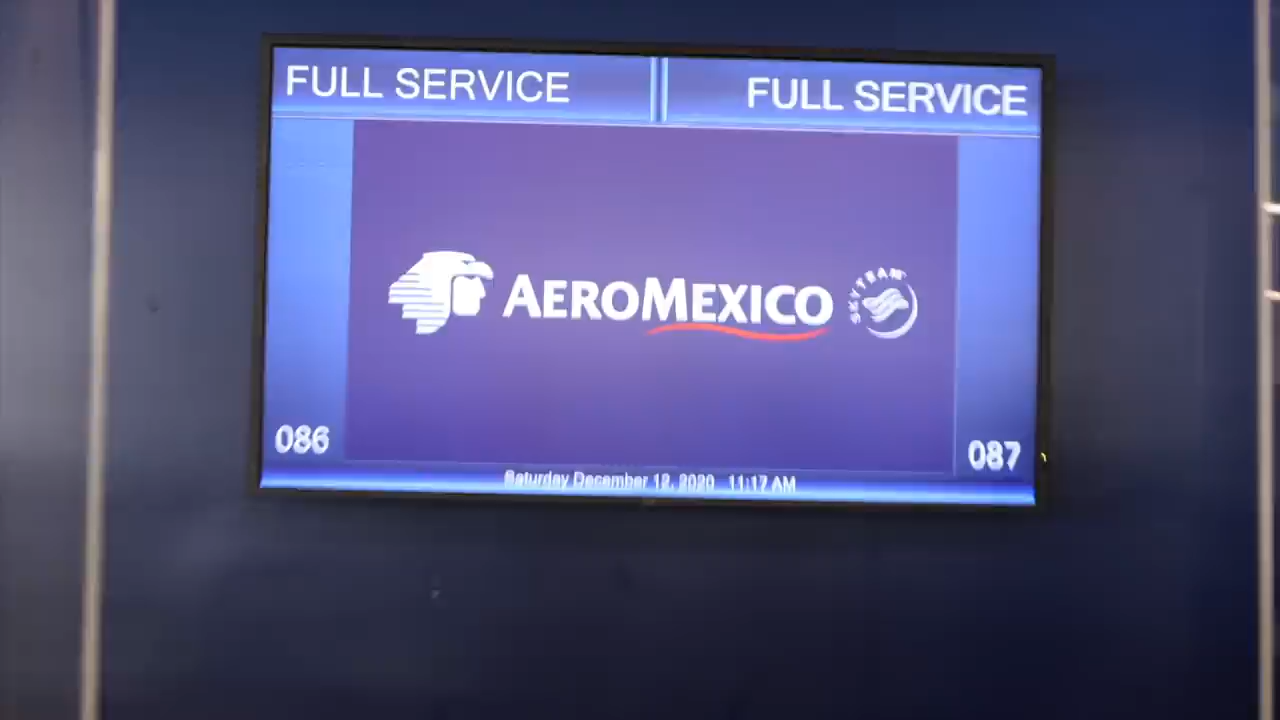 FULL SERVICE
FULL SERVICE
AEROMEXICO
SKYTEAM
086
087
Saturday December 12, 2020 11:17 AM